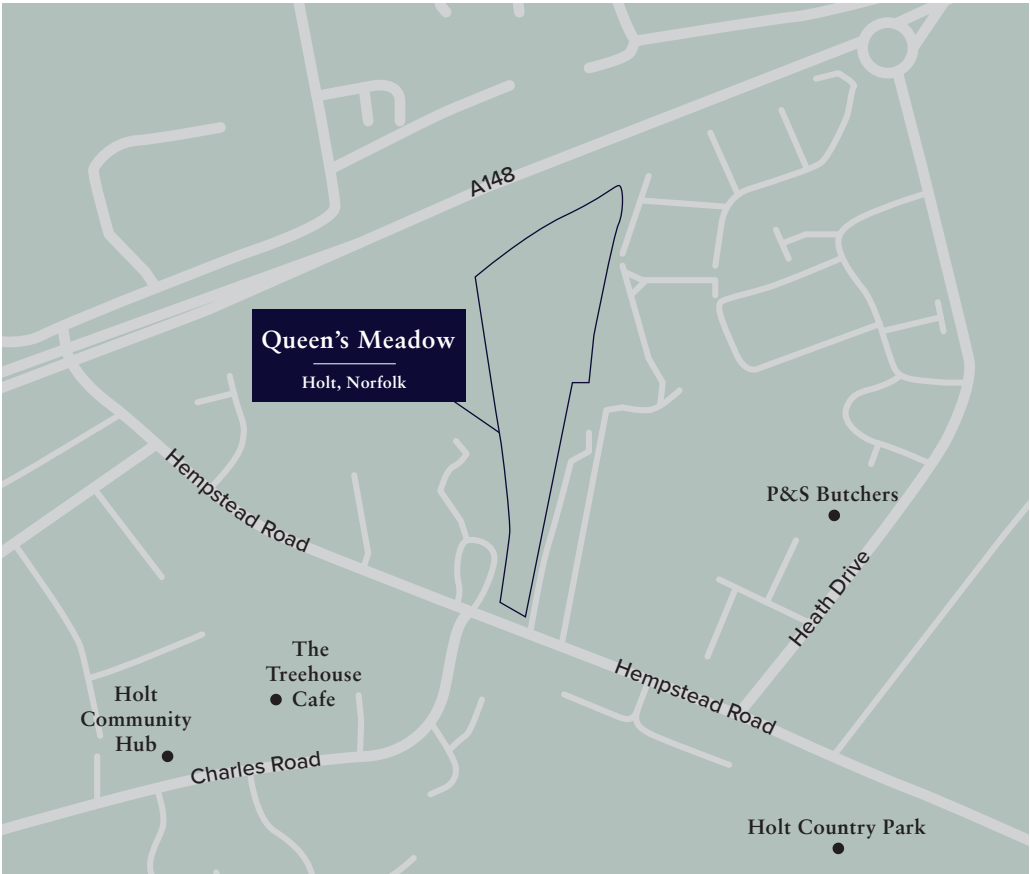 A148
Queen's Meadow
Holt, Norfolk
Hempstead Road
P&S Butchers
Heath Drive
The
Treehouse
Cafe
Holt
Community
Hub
Hempstead Road
Charles Road
Holt Country Park